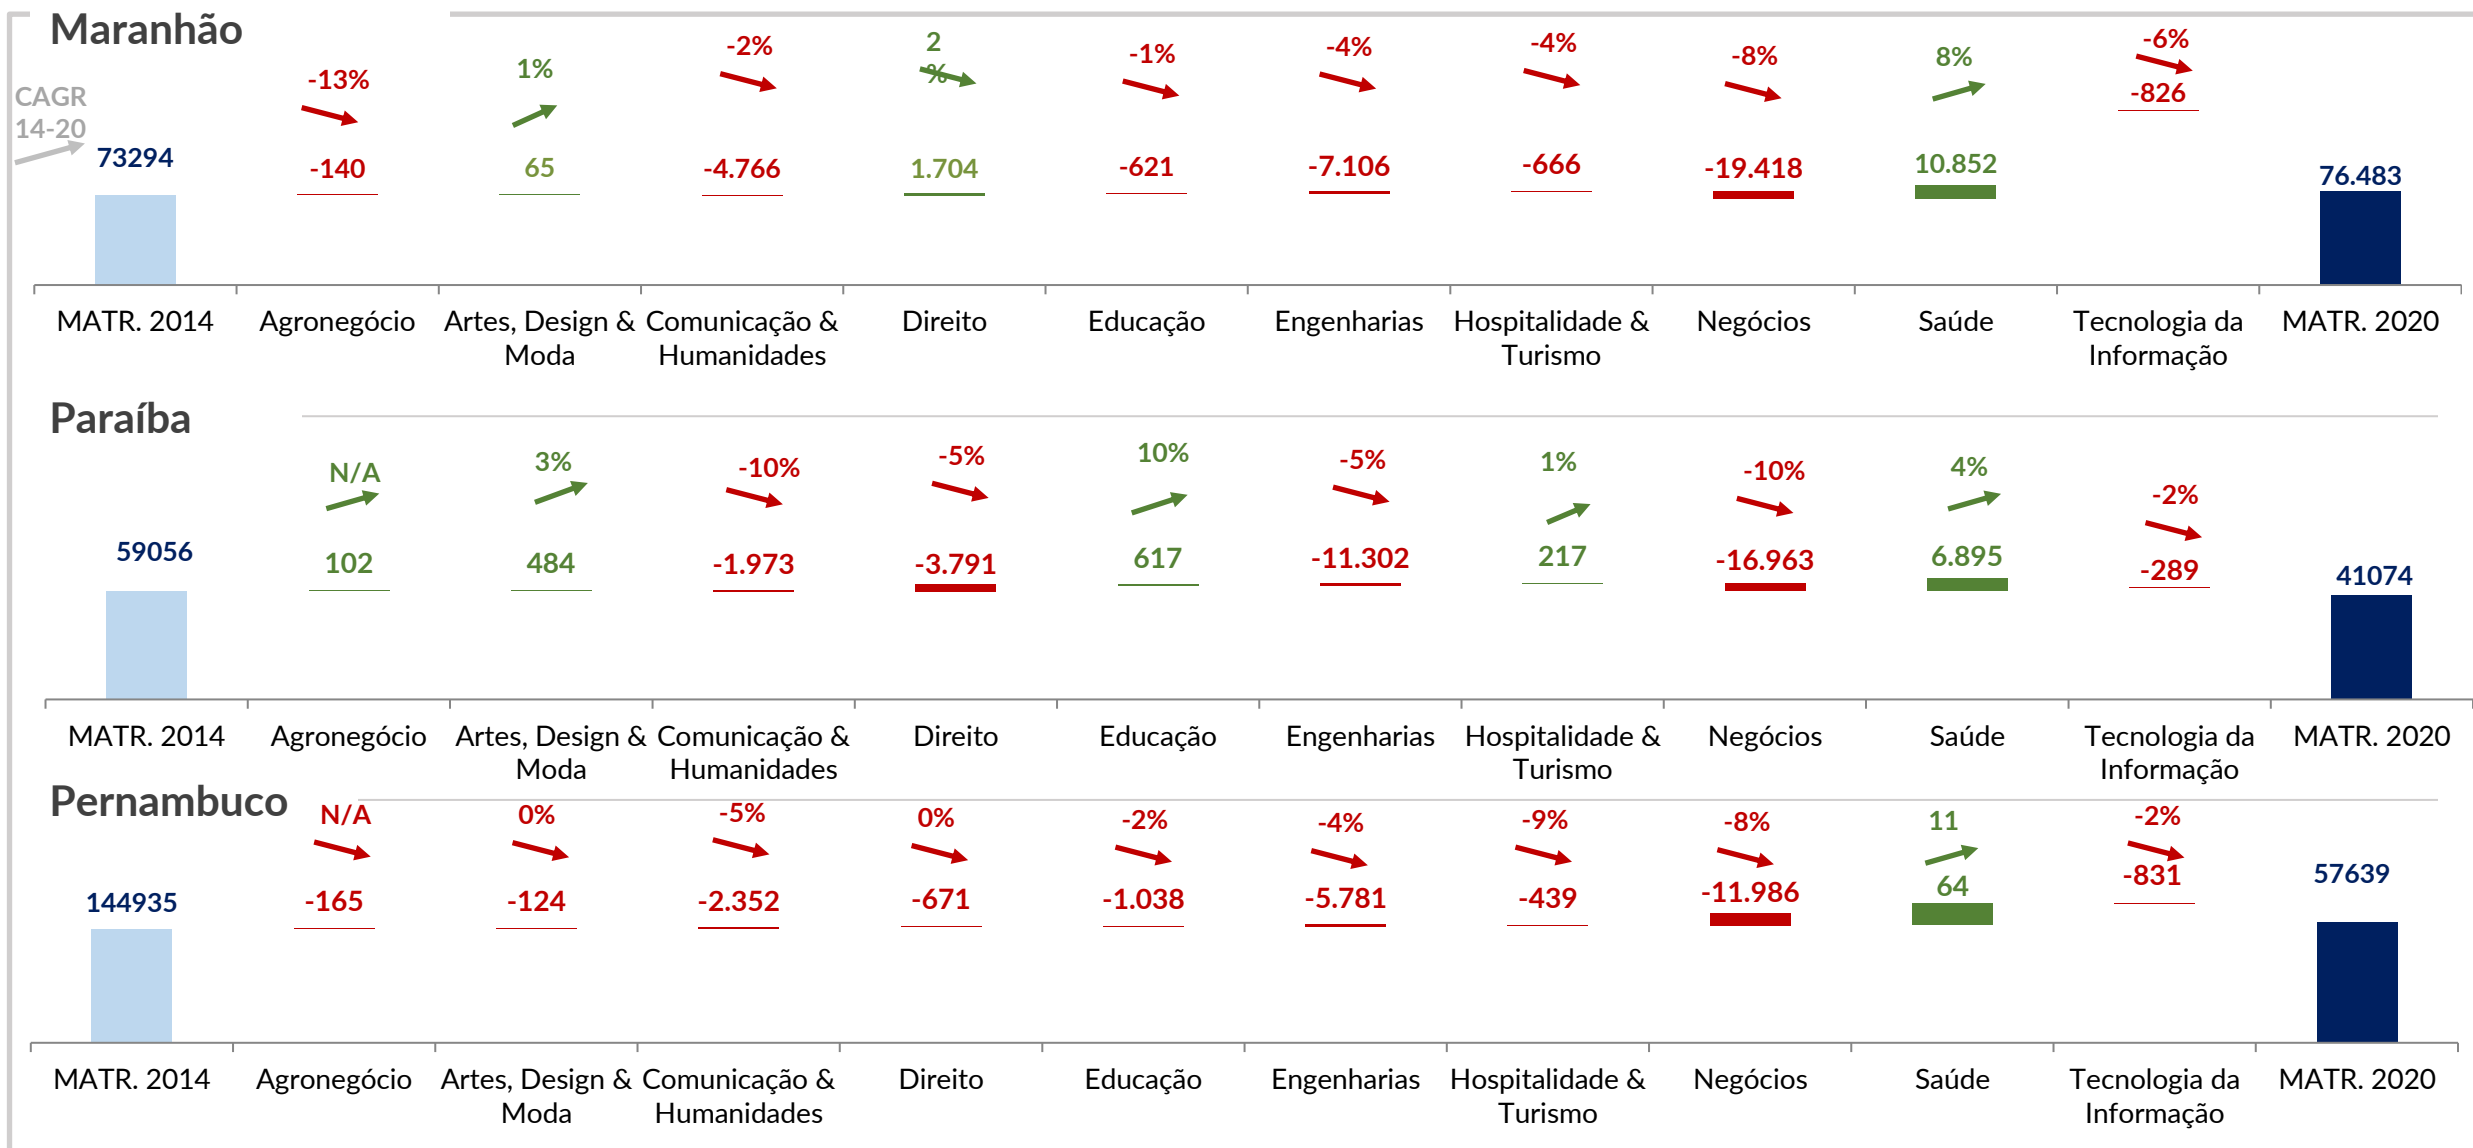 Maranhão
CAGR
14-20
-13%
1%
-2%
2
%
-1%
-4%
-4%
-8%
8%
-6%
73294
-140
65
-4.766
1.704
-621
-7.106
-666
-19.418
10.852
-826
76.483
MATR. 2014
Agronegócio
Artes, Design &
Moda
Comunicação &
Humanidades
Direito
Educação
Engenharias
Hospitalidade &
Turismo
Negócios
Saúde
Tecnologia da
Informação
MATR. 2020
Paraíba
N/A
3%
-10%
-5%
10%
-5%
1%
-10%
4%
-2%
59056
102
484
-1.973
-3.791
617
-11.302
217
-16.963
6.895
-289
41074
MATR. 2014
Agronegócio
Artes, Design &
Moda
Comunicação &
Humanidades
Direito
Educação
Engenharias
Hospitalidade &
Turismo
Negócios
Saúde
Tecnologia da
Informação
MATR. 2020
Pernambuco
N/A
0%
-5%
0%
-2%
-4%
-9%
-8%
11
-2%
144935
-165
-124
-2.352
-671
-1.038
-5.781
-439
-11.986
64
-831
57639
MATR. 2014
Agronegócio
Artes, Design &
Moda
Comunicação &
Humanidades
Direito
Educação
Engenharias
Hospitalidade &
Turismo
Negócios
Saúde
Tecnologia da
Informação
MATR. 2020